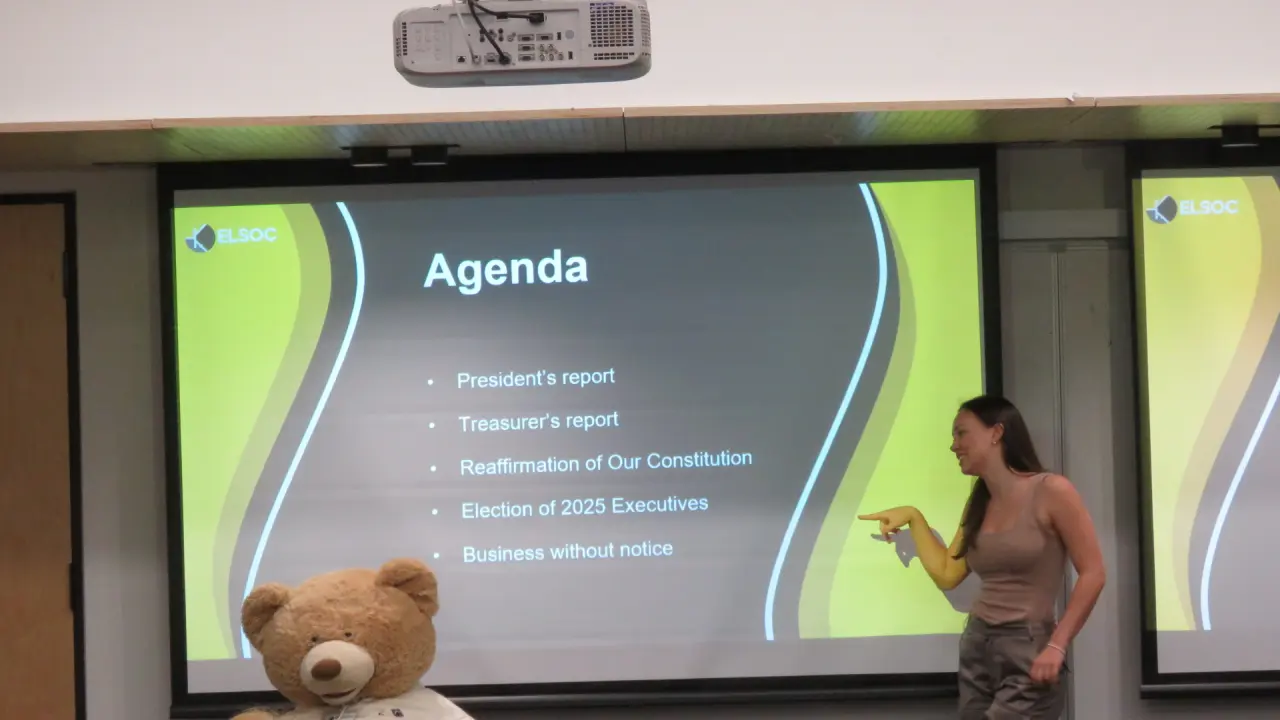 ELSOC
ELSOC
Agenda
• President's report
• Treasurer's report
• Reaffirmation of Our Constitution
• Election of 2025 Executives
• Business without notice